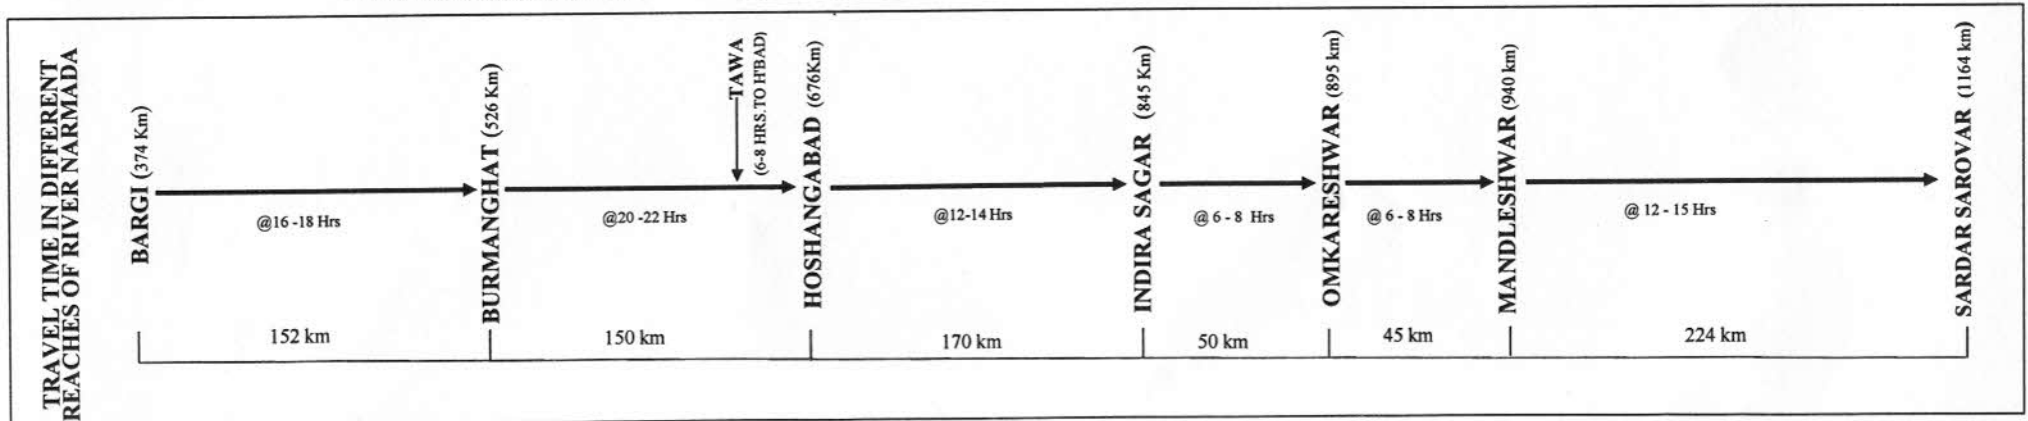 TRAVEL TIME IN DIFFERENT
REACHES OF RIVER NARMADA
BARGI (374 Km)
@16 -18 Hrs
BURMANGHAT (526 Km)
@20 -22 Hrs
TAWA
(6-8 HRS. TO H'BAD)
HOSHANGABAD (676Km)
@12-14 Hrs
INDIRA SAGAR (845 Km)
@ 6 - 8 Hrs
OMKARESHWAR (895 km)
@ 6 - 8 Hrs
MANDLESHWAR (940 km)
@ 12 - 15 Hrs
SARDAR SAROVAR (1164 km)
152 km
150 km
170 km
50 km
45 km
224 km